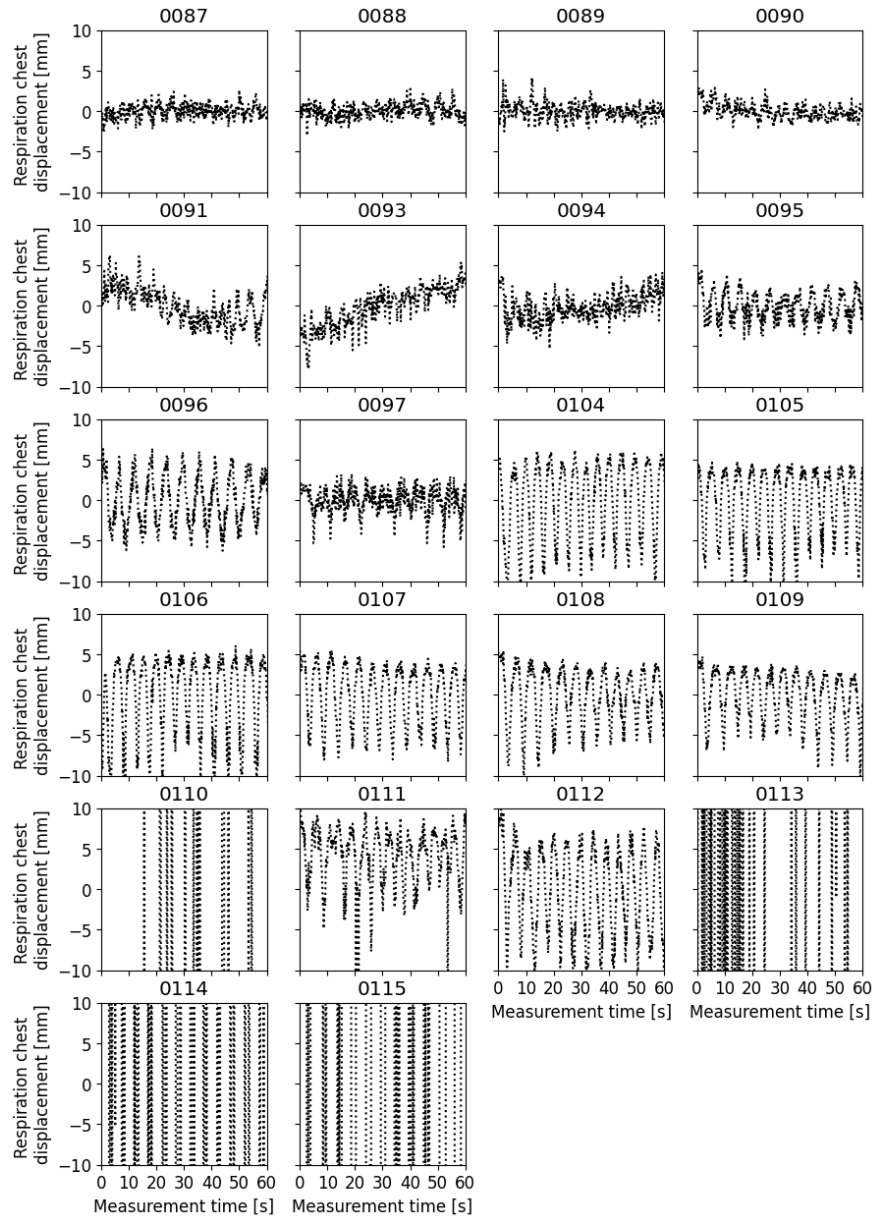 0087 0088 0089 0090
10
5
0
−5
−10
Respiration chest
displacement [mm]
0091 0093 0094 0095
10
5
0
−5
−10
Respiration chest
displacement [mm]
0096 0097 0104 0105
10
5
0
−5
−10
Respiration chest
displacement [mm]
0106 0107 0108 0109
10
5
0
−5
−10
Respiration chest
displacement [mm]
0110 0111 0112 0113
10
5
0
−5
−10
Respiration chest
displacement [mm]
0 10 20 30 40 50 60 0 10 20 30 40 50 60
Measurement time [s] Measurement time [s]
0114 0115
10
5
0
−5
−10
Respiration chest
displacement [mm]
0 10 20 30 40 50 60 0 10 20 30 40 50 60
Measurement time [s] Measurement time [s]